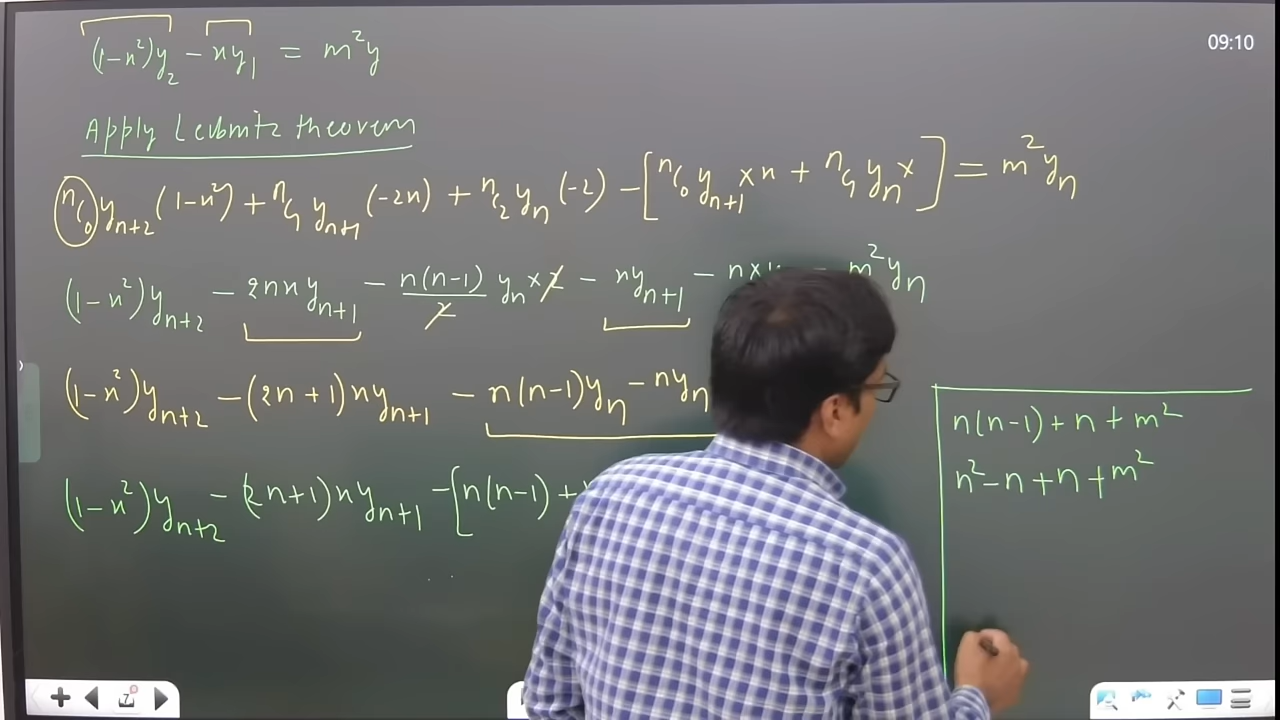 09:10
(1-x²)y₂ - xy₁ = m²y
Apply Leibnitz theorem
ⁿC₀ yₙ₊₂ (1-x²) + ⁿC₁ yₙ₊₁ (-2x) + ⁿC₂ yₙ (-2) - [ⁿC₀ yₙ₊₁ × x + ⁿC₁ yₙ × ] = m²yₙ
(1-x²)yₙ₊₂ - 2nxyₙ₊₁ - n(n-1)/2 yₙ × 2 - xyₙ₊₁ - n × m²yₙ
(1-x²)yₙ₊₂ - (2n+1)xyₙ₊₁ - n(n-1)yₙ - nyₙ
(1-x²)yₙ₊₂ - (2n+1)xyₙ₊₁ - [n(n-1) +
n(n-1) + n + m²
n² - n + n + m²
7